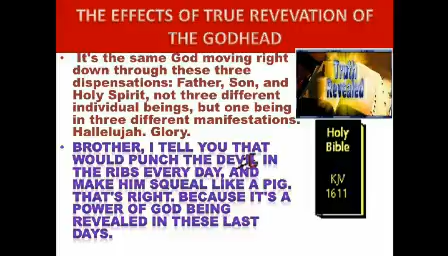 THE EFFECTS OF TRUE REVEVATION OF
THE GODHEAD
It's the same God moving right
down through these three
dispensations: Father, Son, and
Holy Spirit, not three different
individual beings, but one being
in three different manifestations.
Hallelujah. Glory.
BROTHER, I TELL YOU THAT
WOULD PUNCH THE DEVIL IN
THE RIBS EVERY DAY, AND
MAKE HIM SQUEAL LIKE A PIG.
THAT'S RIGHT. BECAUSE IT'S A
POWER OF GOD BEING
REVEALED IN THESE LAST
DAYS.
Truth
Revealed
Holy
Bible
KJV
1611